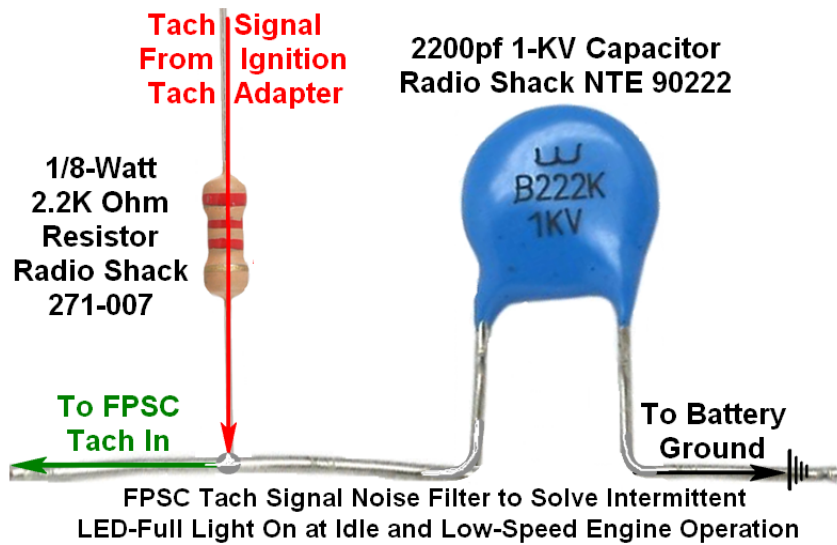 Tach Signal
From Ignition
Tach Adapter
2200pf 1-KV Capacitor
Radio Shack NTE 90222
1/8-Watt
2.2K Ohm
Resistor
Radio Shack
271-007
B222K
1KV
To FPSC
Tach In
To Battery
Ground
FPSC Tach Signal Noise Filter to Solve Intermittent
LED-Full Light On at Idle and Low-Speed Engine Operation